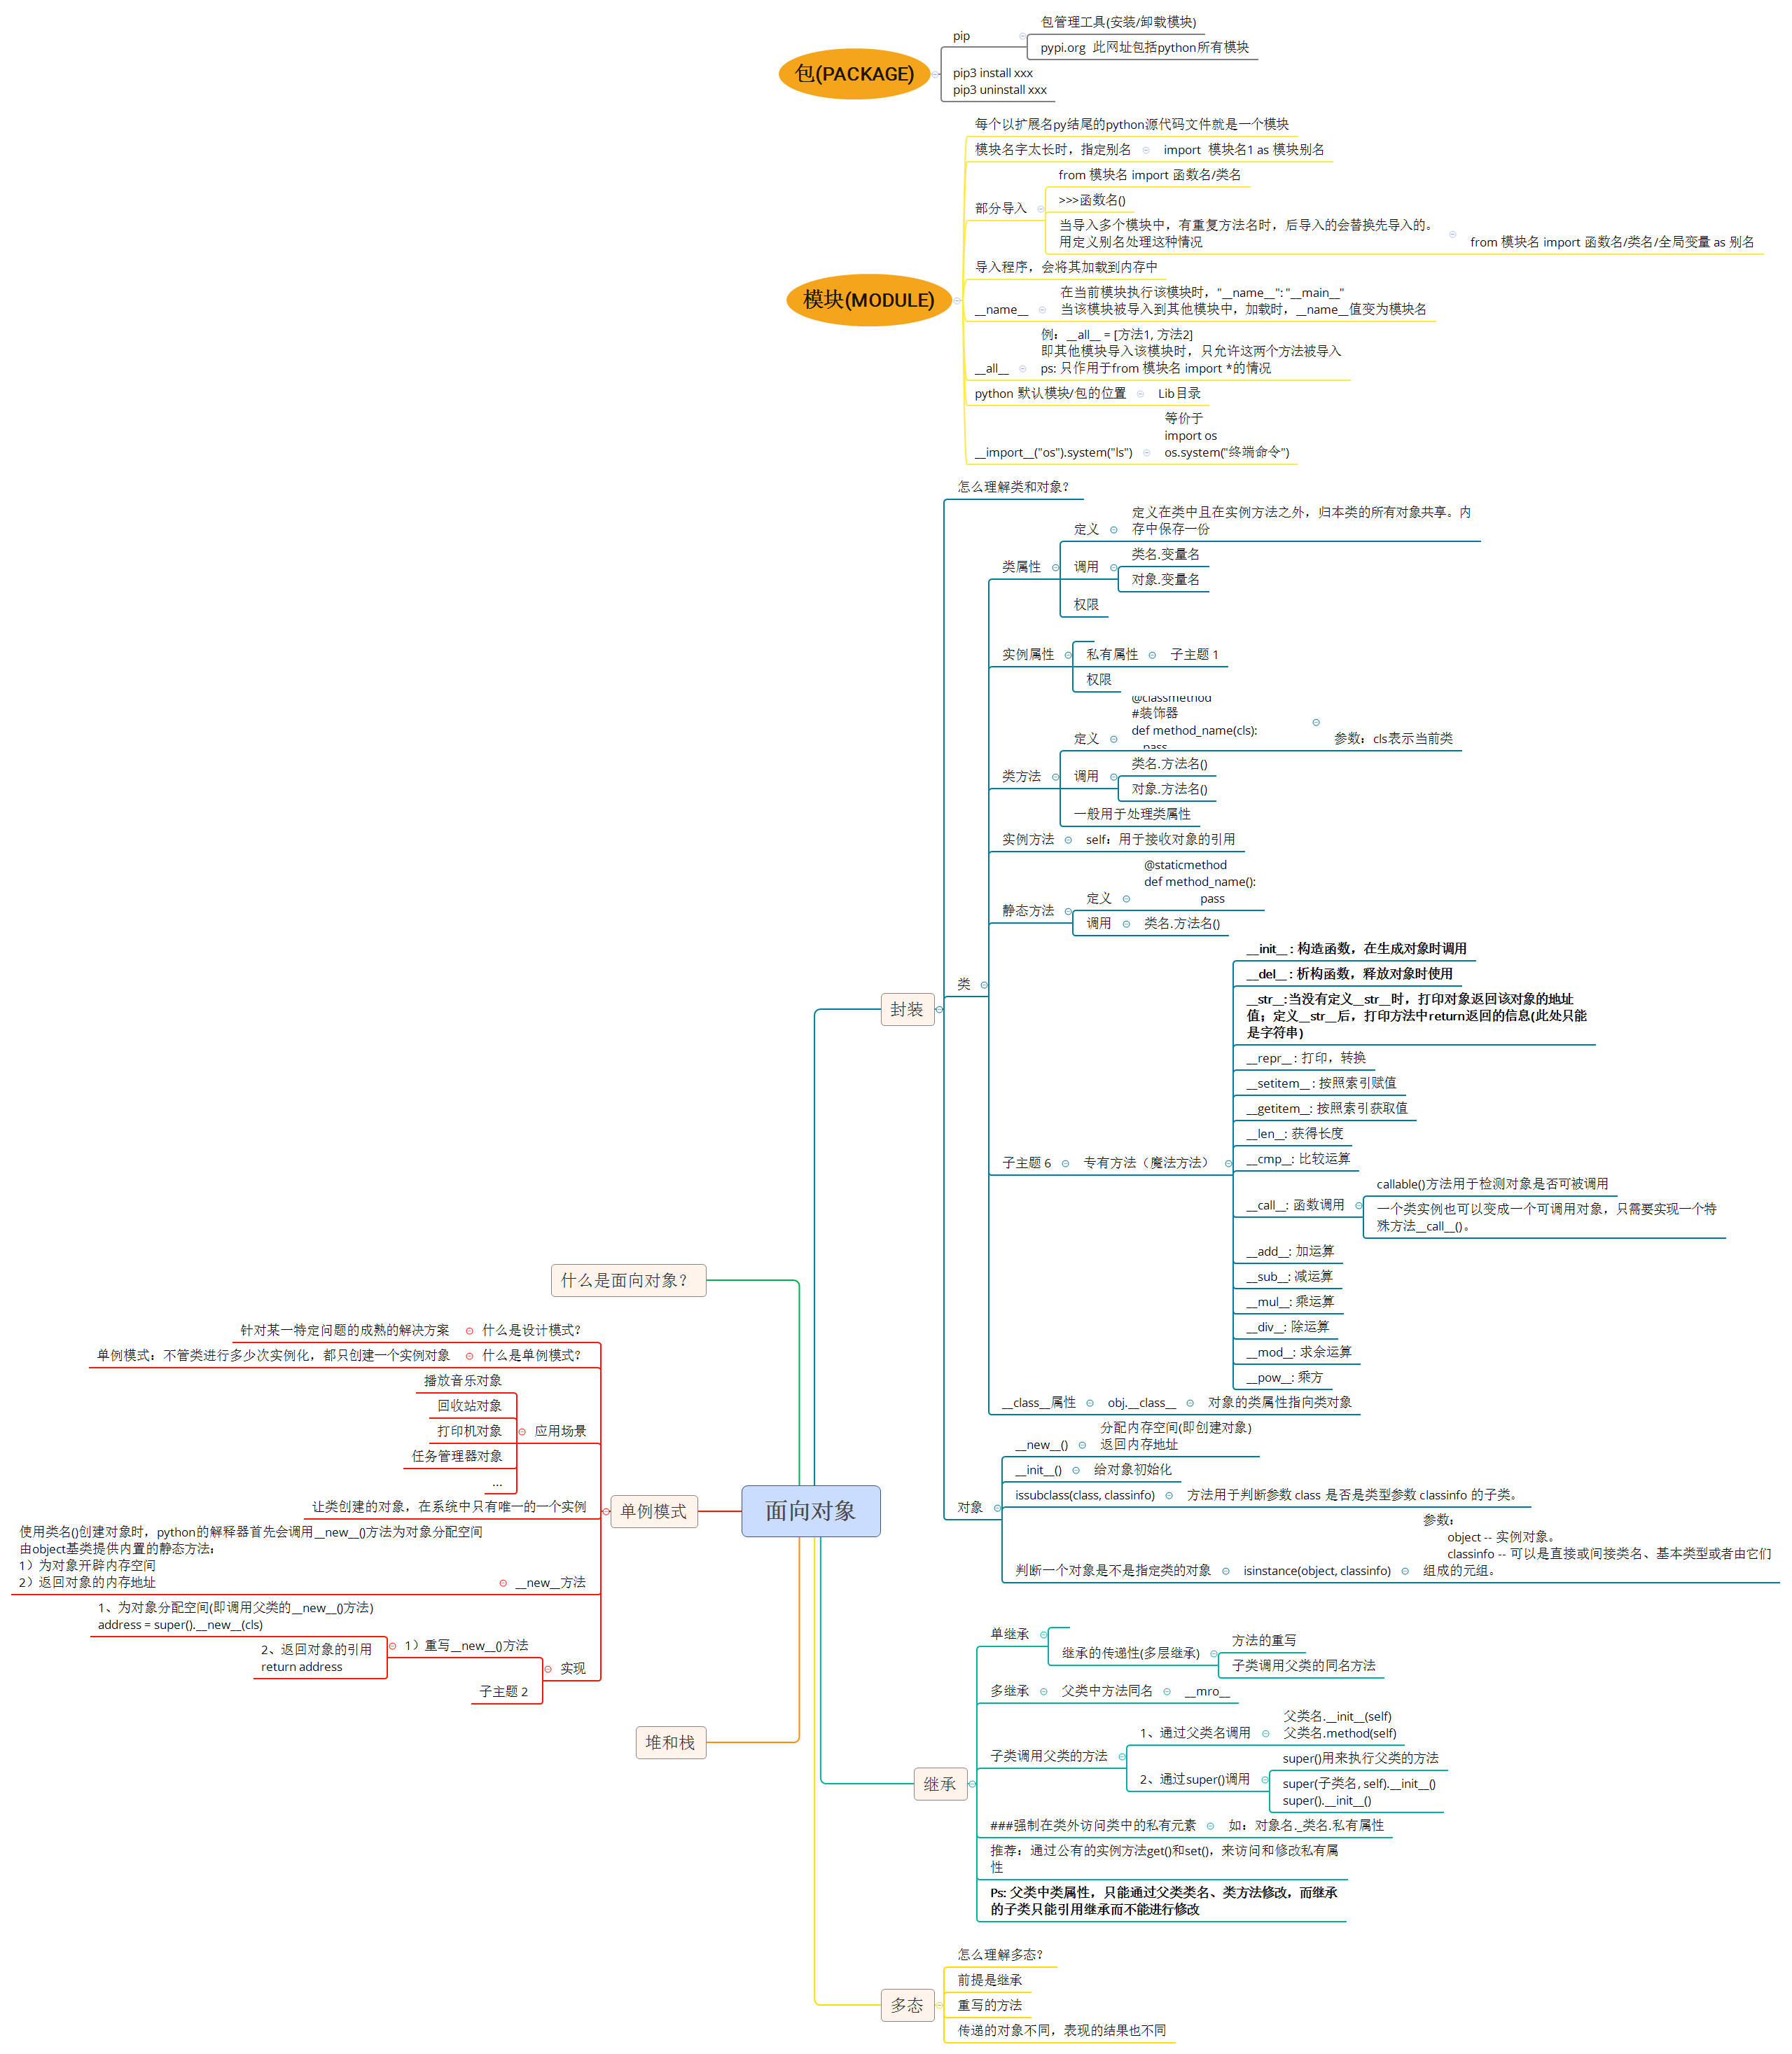 包(PACKAGE)
pip
包管理工具(安装/卸载模块)
pypi.org 此网址包括python所有模块
pip3 install xxx
pip3 uninstall xxx
模块(MODULE)
每个以扩展名py结尾的python源代码文件就是一个模块
模块名字太长时，指定别名
import 模块名1 as 模块别名
部分导入
from 模块名 import 函数名/类名
>>>函数名()
当导入多个模块中，有重复方法名时，后导入的会替换先导入的。
用定义别名处理这种情况
from 模块名 import 函数名/类名/全局变量 as 别名
导入程序，会将其加载到内存中
__name__
在当前模块执行该模块时，"__name__": "__main__"
当该模块被导入到其他模块中，加载时，__name__值变为模块名
__all__
例：__all__ = [方法1, 方法2]
即其他模块导入该模块时，只允许这两个方法被导入
ps: 只作用于from 模块名 import *的情况
python 默认模块/包的位置
Lib目录
__import__("os").system("ls")
等价于
import os
os.system("终端命令")
面向对象
封装
怎么理解类和对象？
类
类属性
定义
定义在类中且在实例方法之外，归本类的所有对象共享。内
存中保存一份
调用
类名.变量名
对象.变量名
权限
实例属性
私有属性
子主题 1
权限
类方法
定义
@classmethod
#装饰器
def method_name(cls):
pass
参数：cls表示当前类
调用
类名.方法名()
对象.方法名()
一般用于处理类属性
实例方法
self：用于接收对象的引用
静态方法
定义
@staticmethod
def method_name():
pass
调用
类名.方法名()
子主题 6
专有方法（魔法方法）
__init__ : 构造函数，在生成对象时调用
__del__ : 析构函数，释放对象时使用
__str__:当没有定义__str__时，打印对象返回该对象的地址
值；定义__str__后，打印方法中return返回的信息(此处只能
是字符串)
__repr__ : 打印，转换
__setitem__ : 按照索引赋值
__getitem__: 按照索引获取值
__len__: 获得长度
__cmp__: 比较运算
__call__: 函数调用
callable()方法用于检测对象是否可被调用
一个类实例也可以变成一个可调用对象，只需要实现一个特
殊方法__call__()。
__add__: 加运算
__sub__: 减运算
__mul__: 乘运算
__div__: 除运算
__mod__: 求余运算
__pow__: 乘方
__class__属性
obj.__class__
对象的类属性指向类对象
对象
__new__()
分配内存空间(即创建对象)
返回内存地址
__init__()
给对象初始化
issubclass(class, classinfo)
方法用于判断参数 class 是否是类型参数 classinfo 的子类。
判断一个对象是不是指定类的对象
isinstance(object, classinfo)
参数：
object -- 实例对象。
classinfo -- 可以是直接或间接类名、基本类型或者由它们
组成的元组。
什么是面向对象？
单例模式
什么是设计模式？
针对某一特定问题的成熟的解决方案
什么是单例模式？
单例模式：不管类进行多少次实例化，都只创建一个实例对象
应用场景
播放音乐对象
回收站对象
打印机对象
任务管理器对象
...
让类创建的对象，在系统中只有唯一的一个实例
__new__方法
使用类名()创建对象时，python的解释器首先会调用__new__()方法为对象分配空间
由object基类提供内置的静态方法：
1）为对象开辟内存空间
2）返回对象的内存地址
实现
1）重写__new__()方法
1、为对象分配空间(即调用父类的__new__()方法)
address = super().__new__(cls)
2、返回对象的引用
return address
子主题 2
堆和栈
继承
单继承
继承的传递性(多层继承)
方法的重写
子类调用父类的同名方法
多继承
父类中方法同名
__mro__
子类调用父类的方法
1、通过父类名调用
父类名.__init__(self)
父类名.method(self)
2、通过super()调用
super()用来执行父类的方法
super(子类名, self).__init__()
super().__init__()
###强制在类外访问类中的私有元素
如：对象名._类名.私有属性
推荐：通过公有的实例方法get()和set()，来访问和修改私有属
性
Ps: 父类中类属性，只能通过父类类名、类方法修改，而继承
的子类只能引用继承而不能进行修改
多态
怎么理解多态？
前提是继承
重写的方法
传递的对象不同，表现的结果也不同